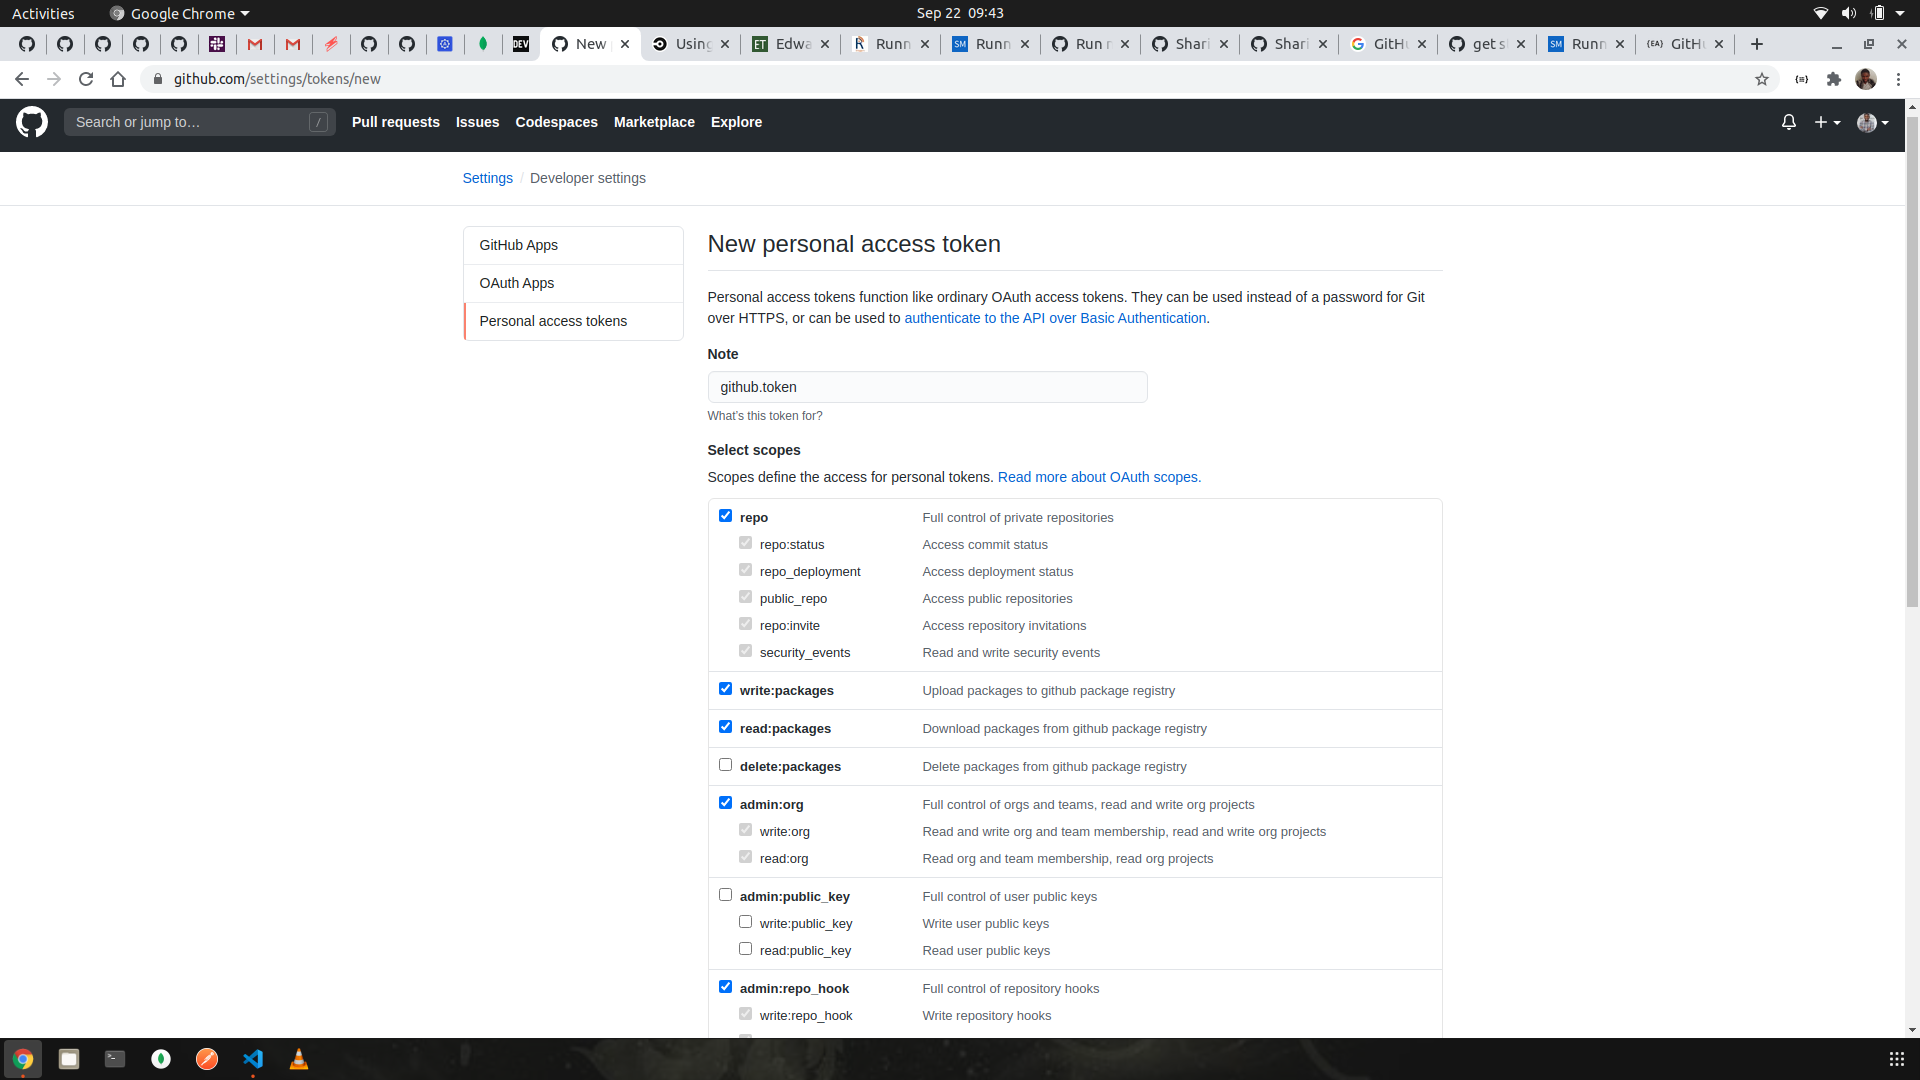 Activities
Google Chrome
Sep 22 09:43
DEV
New
Using
ET Edwa
R Runn
SM Runn
Run r
Shari
Shari
GitHu
get s
SM Runn
{EA} GitHu
github.com/settings/tokens/new
Search or jump to…
/
Pull requests
Issues
Codespaces
Marketplace
Explore
Settings / Developer settings
GitHub Apps
OAuth Apps
Personal access tokens
New personal access token
Personal access tokens function like ordinary OAuth access tokens. They can be used instead of a password for Git
over HTTPS, or can be used to authenticate to the API over Basic Authentication.
Note
github.token
What's this token for?
Select scopes
Scopes define the access for personal tokens. Read more about OAuth scopes.
repo Full control of private repositories
repo:status Access commit status
repo_deployment Access deployment status
public_repo Access public repositories
repo:invite Access repository invitations
security_events Read and write security events
write:packages Upload packages to github package registry
read:packages Download packages from github package registry
delete:packages Delete packages from github package registry
admin:org Full control of orgs and teams, read and write org projects
write:org Read and write org and team membership, read and write org projects
read:org Read org and team membership, read org projects
admin:public_key Full control of user public keys
write:public_key Write user public keys
read:public_key Read user public keys
admin:repo_hook Full control of repository hooks
write:repo_hook Write repository hooks